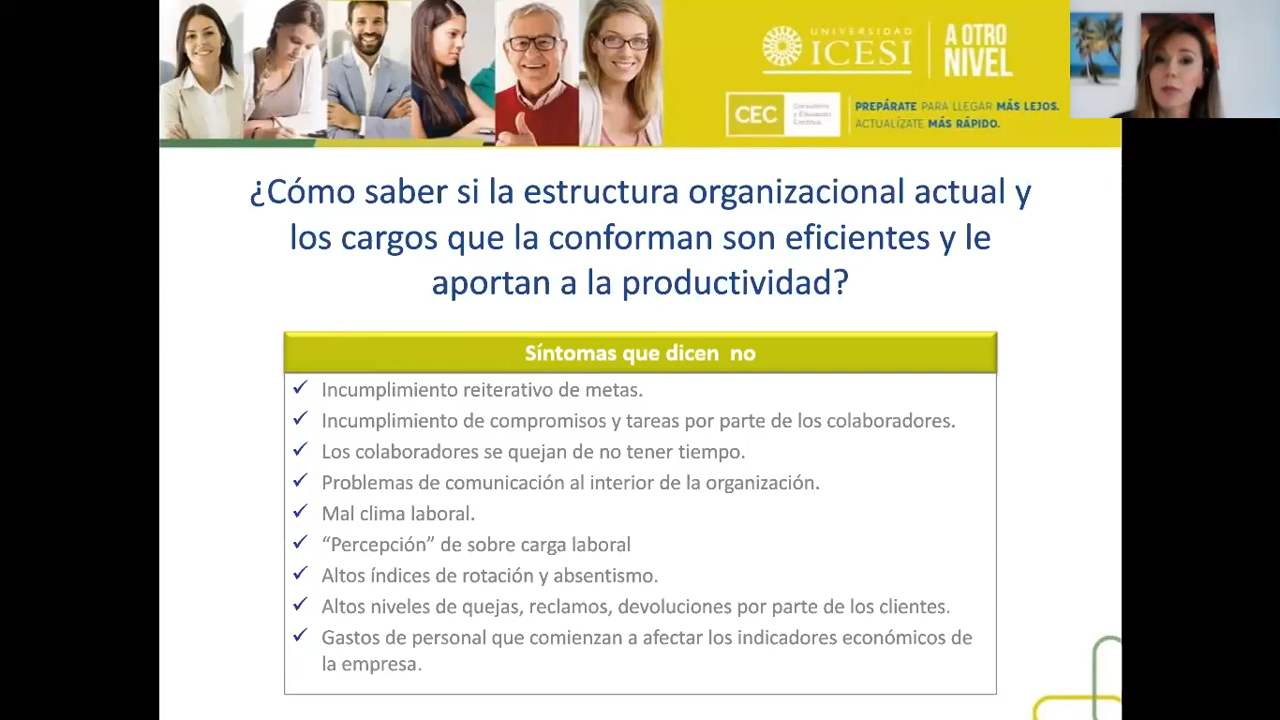 UNIVERSIDAD
ICESI
A OTRO
NIVEL
CEC
Consultoría
y Educación
Continua
PREPÁRATE PARA LLEGAR MÁS LEJOS.
ACTUALÍZATE MÁS RÁPIDO.
¿Cómo saber si la estructura organizacional actual y
los cargos que la conforman son eficientes y le
aportan a la productividad?
Síntomas que dicen no
✓ Incumplimiento reiterativo de metas.
✓ Incumplimiento de compromisos y tareas por parte de los colaboradores.
✓ Los colaboradores se quejan de no tener tiempo.
✓ Problemas de comunicación al interior de la organización.
✓ Mal clima laboral.
✓ “Percepción” de sobre carga laboral
✓ Altos índices de rotación y absentismo.
✓ Altos niveles de quejas, reclamos, devoluciones por parte de los clientes.
✓ Gastos de personal que comienzan a afectar los indicadores económicos de
la empresa.